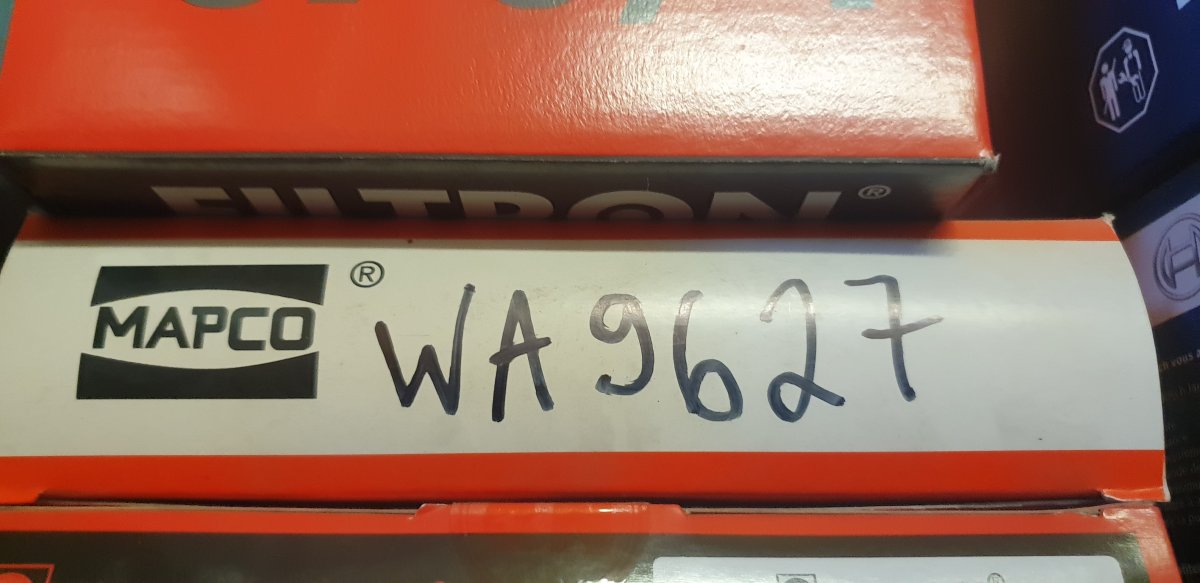 FILTRON ®
MAPCO ® WA9627